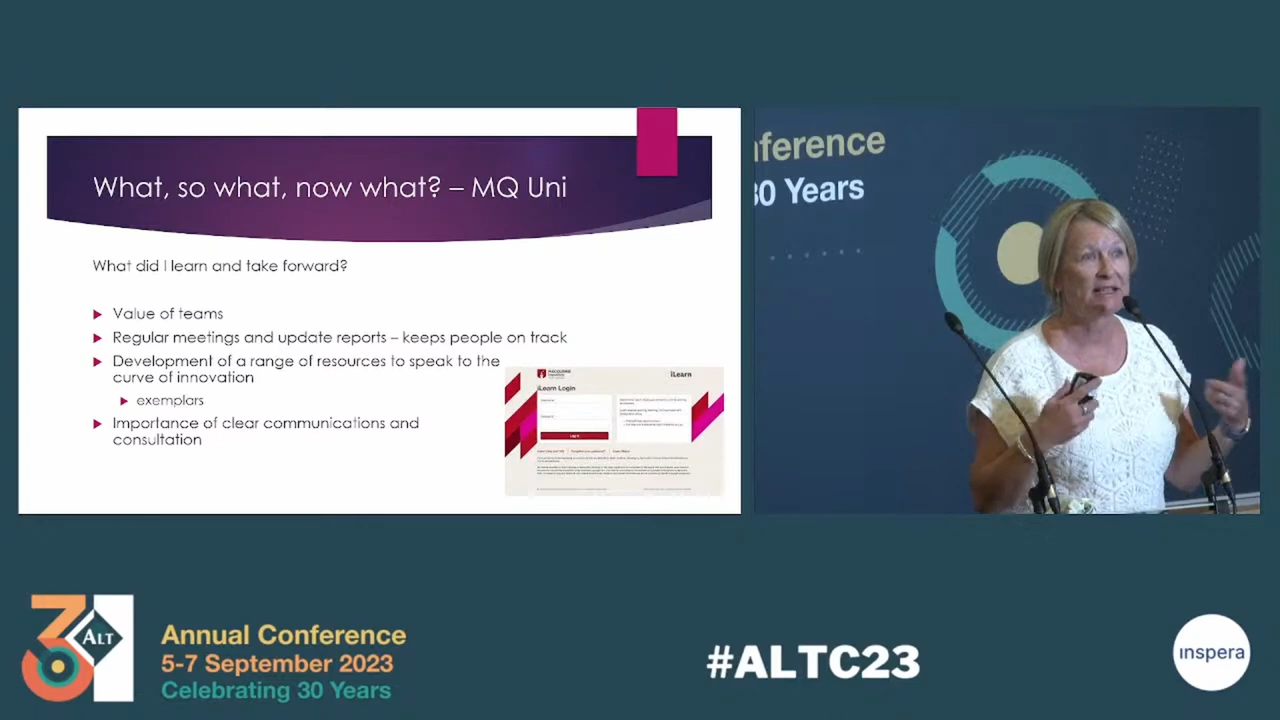 What, so what, now what? – MQ Uni
What did I learn and take forward?
Value of teams
Regular meetings and update reports – keeps people on track
Development of a range of resources to speak to the
curve of innovation
exemplars
Importance of clear communications and
consultation
iLearn
iLearn Login
Log in
ference
30 Years
ALT
Annual Conference
5-7 September 2023
Celebrating 30 Years
#ALTC23
inspera